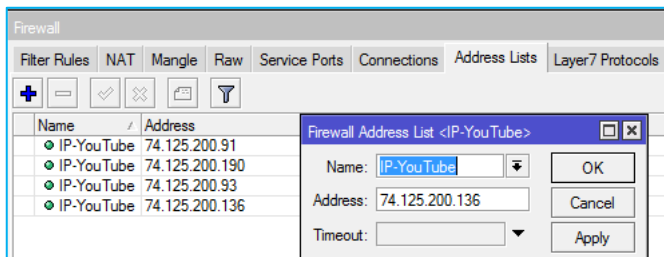 Firewall
Filter Rules NAT Mangle Raw Service Ports Connections Address Lists Layer7 Protocols
Name Address
IP-YouTube 74.125.200.91
IP-YouTube 74.125.200.190
IP-YouTube 74.125.200.93
IP-YouTube 74.125.200.136
Firewall Address List <IP-YouTube>
Name: IP-YouTube OK
Address: 74.125.200.136 Cancel
Timeout: Apply